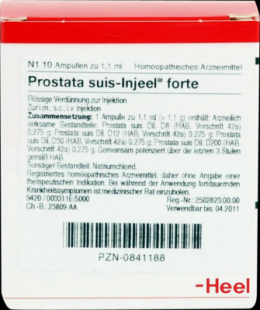 N1 10 Ampullen zu 1,1 ml Homöopathisches Arzneimittel
Prostata suis-Injeel® forte
Flüssige Verdünnung zur Injektion
Zur i.m., s.c., i.v. Injektion
Zusammensetzung: 1 Ampulle zu 1,1 ml (= 1,1 g) enthält: Arzneilich
wirksame Bestandteile: Prostata suis Dil. D8 (HAB, Vorschrift 42a)
0,275 g, Prostata suis Dil. D12 (HAB, Vorschrift 42a) 0,275 g, Prostata
suis Dil. D30 (HAB, Vorschrift 42a) 0,275 g, Prostata suis Dil. D200 (HAB,
Vorschrift 42a) 0,275 g. Gemeinsam potenziert über die letzten 3 Stufen
gemäß HAB.
Sonstiger Bestandteil: Natriumchlorid.
Registriertes homöopathisches Arzneimittel, daher ohne Angabe einer
therapeutischen Indikation. Bei während der Anwendung fortdauernden
Krankheitssymptomen ist medizinischer Rat einzuholen.
9420 / 003311E/5000 Reg.-Nr.: 2502823.00.00
Ch.-B.: 23809 AA Verwendbar bis 04.2011
PZN-0841188
-Heel